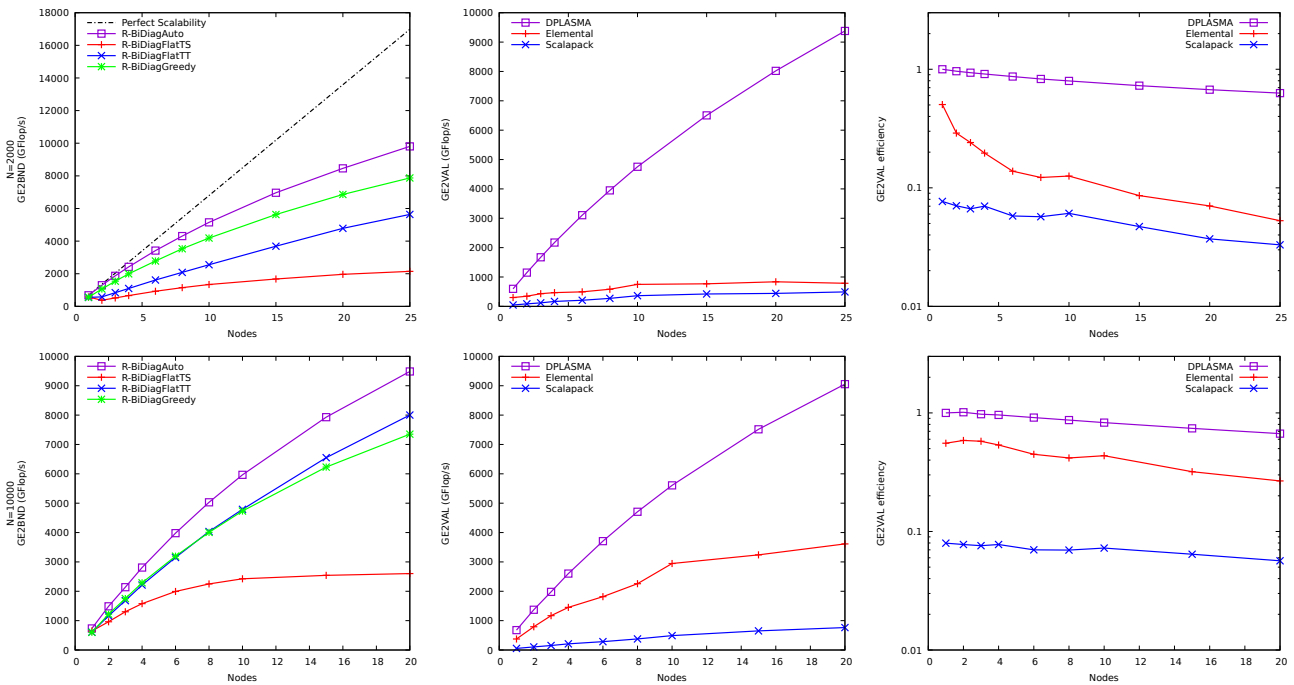 N=2000
GE2BND (GFlop/s)
18000
16000
14000
12000
10000
8000
6000
4000
2000
0
Perfect Scalability
R-BiDiagAuto
R-BiDiagFlatTS
R-BiDiagFlatTT
R-BiDiagGreedy
0 5 10 15 20 25
Nodes
GE2VAL (GFlop/s)
10000
9000
8000
7000
6000
5000
4000
3000
2000
1000
0
DPLASMA
Elemental
Scalapack
0 5 10 15 20 25
Nodes
GE2VAL efficiency
1
0.1
0.01
DPLASMA
Elemental
Scalapack
0 5 10 15 20 25
Nodes
N=10000
GE2BND (GFlop/s)
10000
9000
8000
7000
6000
5000
4000
3000
2000
1000
0
R-BiDiagAuto
R-BiDiagFlatTS
R-BiDiagFlatTT
R-BiDiagGreedy
0 2 4 6 8 10 12 14 16 18 20
Nodes
GE2VAL (GFlop/s)
10000
9000
8000
7000
6000
5000
4000
3000
2000
1000
0
DPLASMA
Elemental
Scalapack
0 2 4 6 8 10 12 14 16 18 20
Nodes
GE2VAL efficiency
1
0.1
0.01
DPLASMA
Elemental
Scalapack
0 2 4 6 8 10 12 14 16 18 20
Nodes